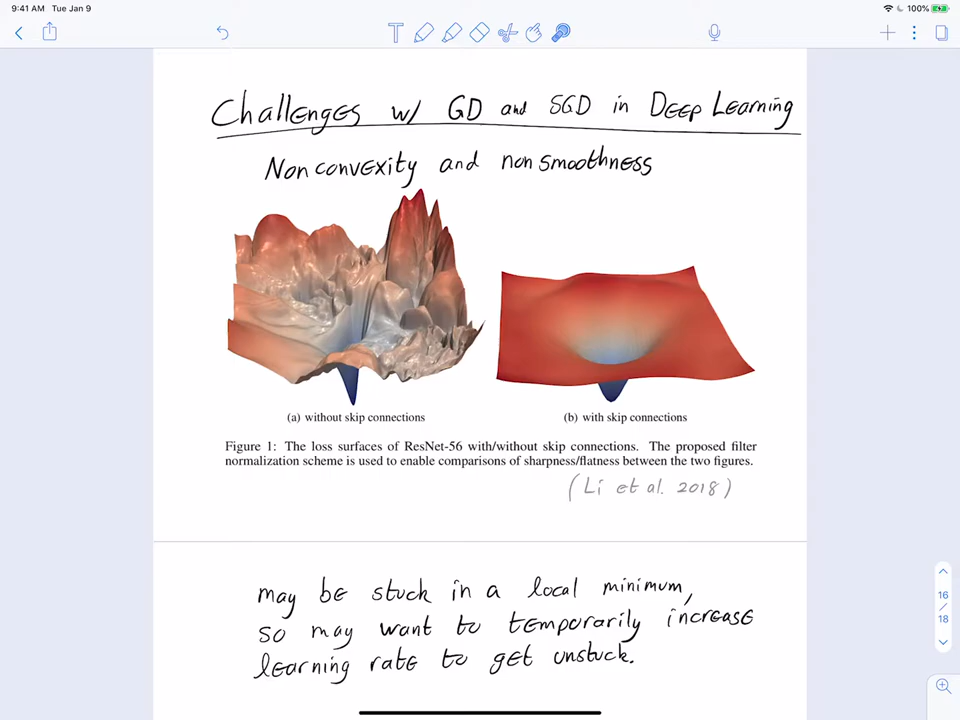 9:41 AM Tue Jan 9
100%
Challenges w/ GD and SGD in Deep Learning
Nonconvexity and nonsmoothness
(a) without skip connections
(b) with skip connections
Figure 1: The loss surfaces of ResNet-56 with/without skip connections. The proposed filter
normalization scheme is used to enable comparisons of sharpness/flatness between the two figures.
(Li et al. 2018)
may be stuck in a local minimum,
so may want to temporarily increase
learning rate to get unstuck.
16
/
18